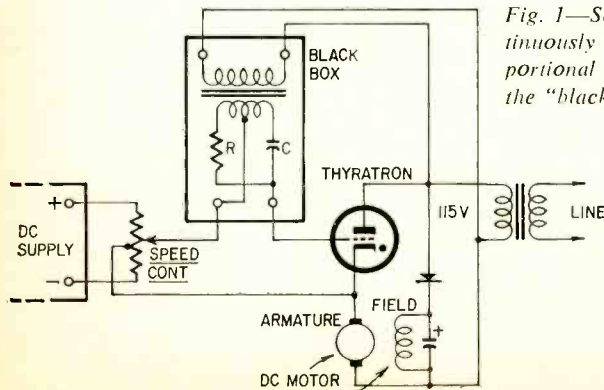 Fig. 1—S
tinuously
portional
the "black
BLACK
BOX
R
C
THYRATRON
115V
LINE
+
DC
SUPPLY
–
SPEED
CONT
ARMATURE
FIELD
+
DC MOTOR